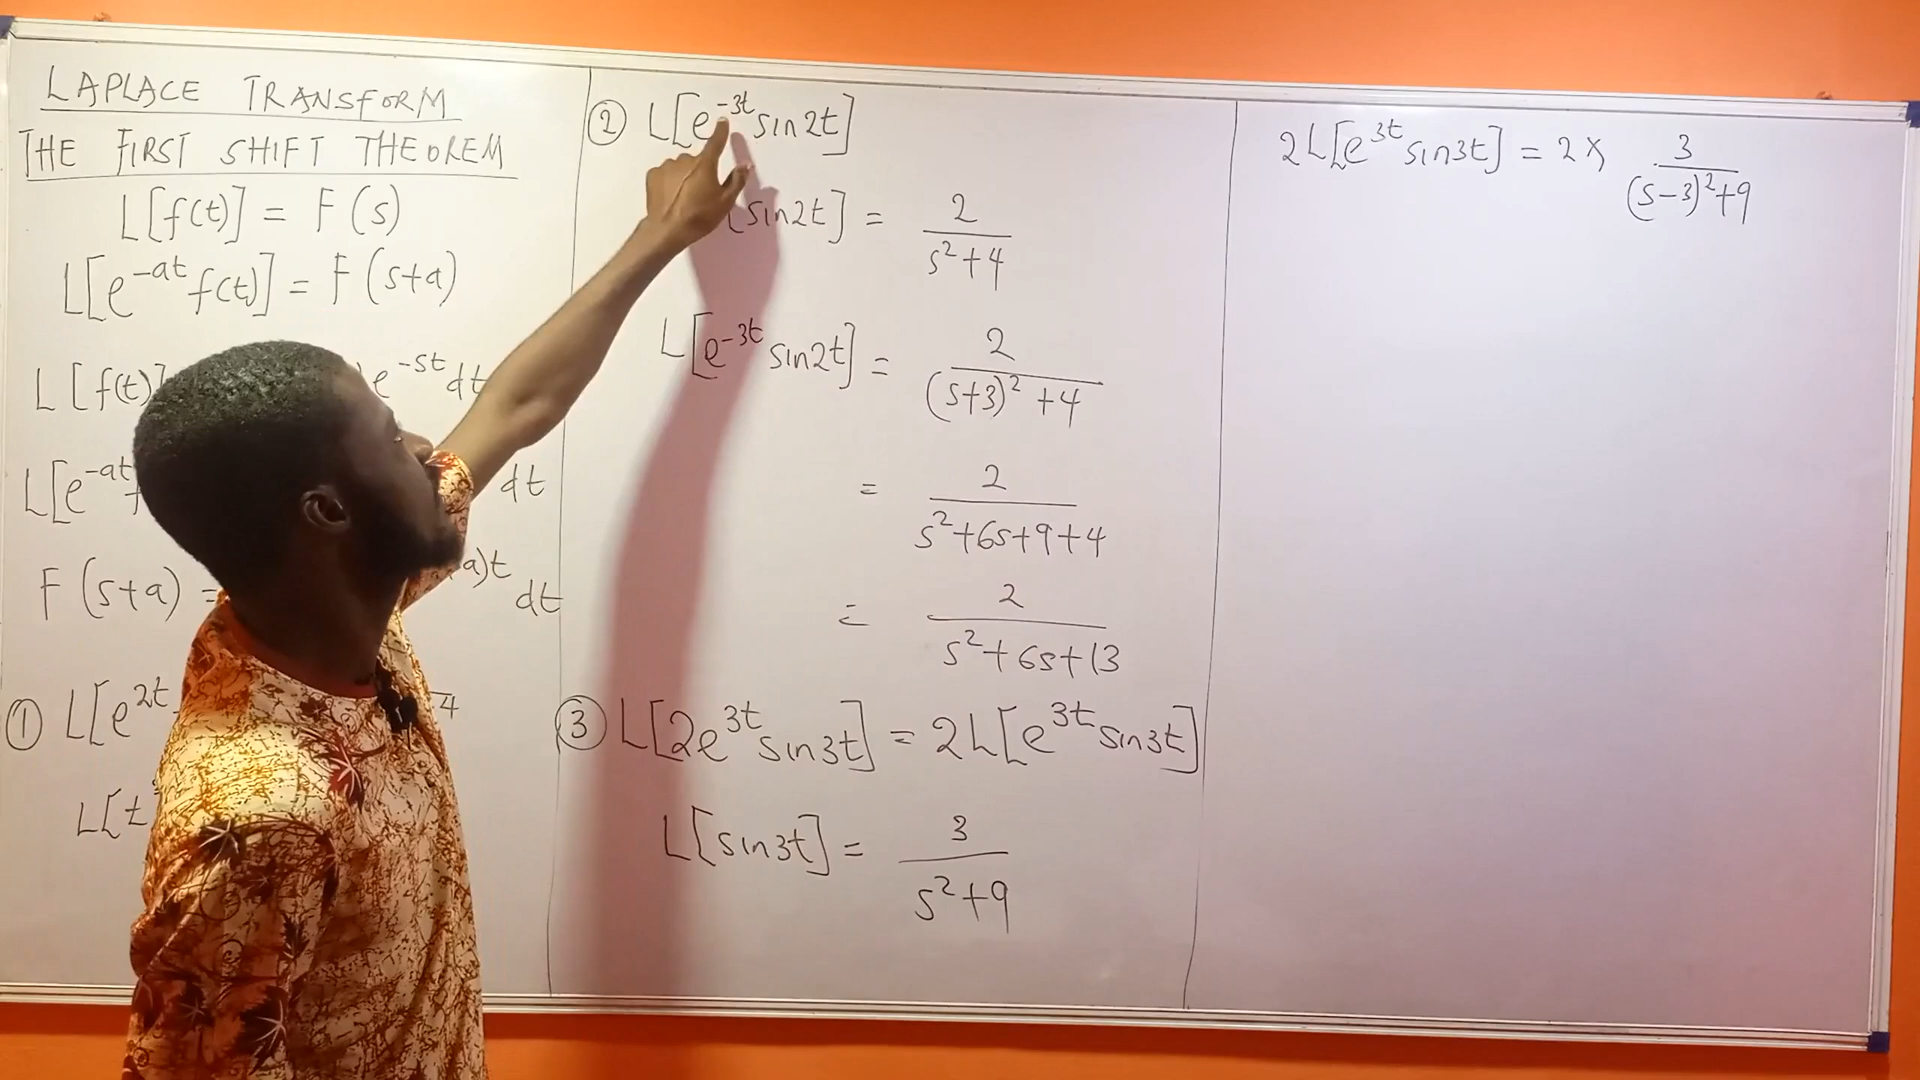 LAPLACE TRANSFORM
THE FIRST SHIFT THEOREM
L[f(t)] = F(s)
L[e^-at f(t)] = F(s+a)
L[f(t)] e^-st dt
L[e^-at f dt
F(s+a) = a)t dt
① L[e^2t 4
L[t
② L[e^-3t sin2t]
[sin2t] = 2/(s²+4)
L[e^-3t sin2t] = 2/((s+3)²+4)
= 2/(s²+6s+9+4)
= 2/(s²+6s+13)
③ L[2e^3t sin3t] = 2L[e^3t sin3t]
L[sin3t] = 3/(s²+9)
2L[e^3t sin3t] = 2x 3/((s-3)²+9)